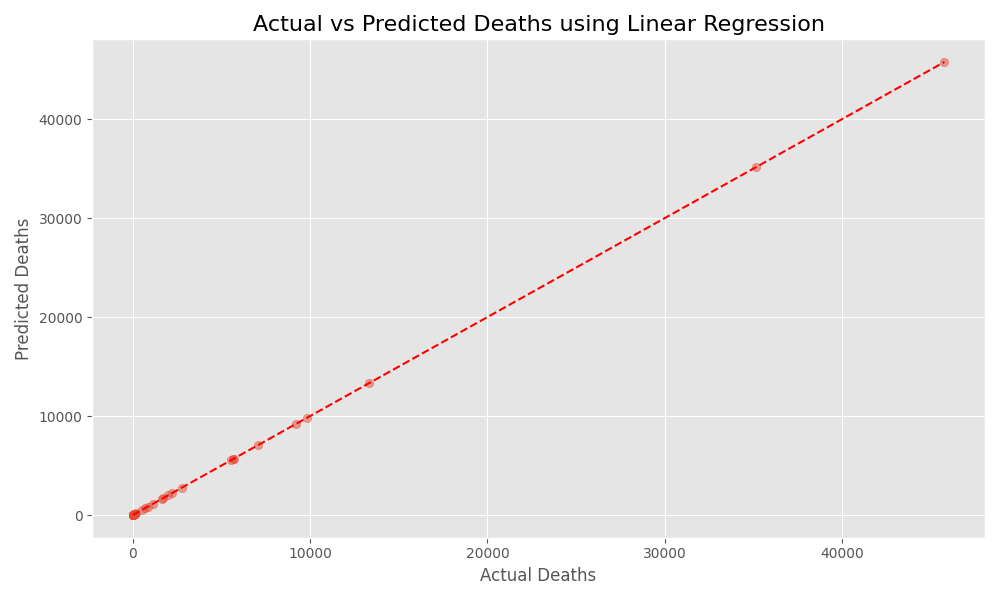 Actual vs Predicted Deaths using Linear Regression
Predicted Deaths
40000
30000
20000
10000
0
0 10000 20000 30000 40000
Actual Deaths